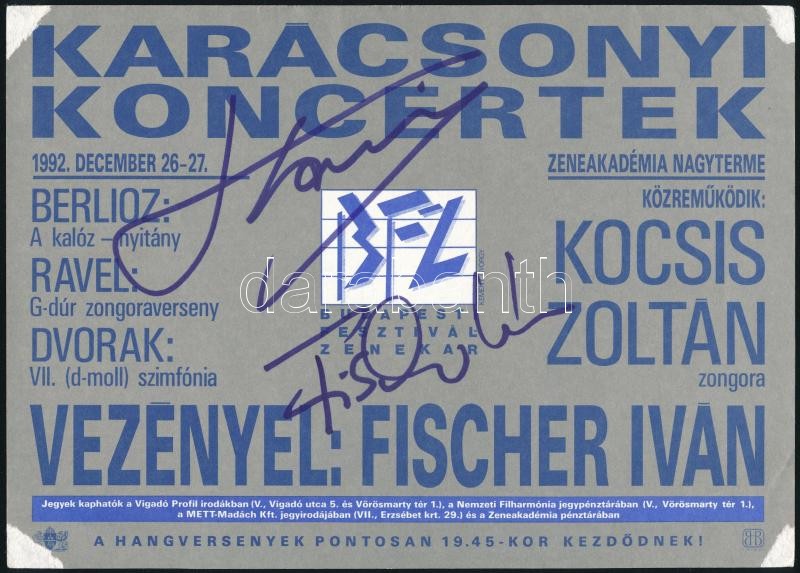 KARÁCSONYI
KONCERTEK
1992. DECEMBER 26-27.
ZENEAKADÉMIA NAGYTERME
BERLIOZ:
A kalóz – nyitány
RAVEL:
G-dúr zongoraverseny
DVORAK:
VII. (d-moll) szimfónia
BFZ
BUDAPESTI
FESZTIVÁL
ZENEKAR
KÖZREMŰKÖDIK:
KOCSIS
ZOLTÁN
zongora
darabanth
VEZÉNYEL: FISCHER IVÁN
Jegyek kaphatók a Vigadó Profil irodákban (V., Vigadó utca 5. és Vörösmarty tér 1.), a Nemzeti Filharmónia jegypénztárában (V., Vörösmarty tér 1.),
a METT-Madách Kft. jegyirodájában (VII., Erzsébet krt. 29.) és a Zeneakadémia pénztárában
A HANGVERSENYEK PONTOSAN 19.45-KOR KEZDŐDNEK!